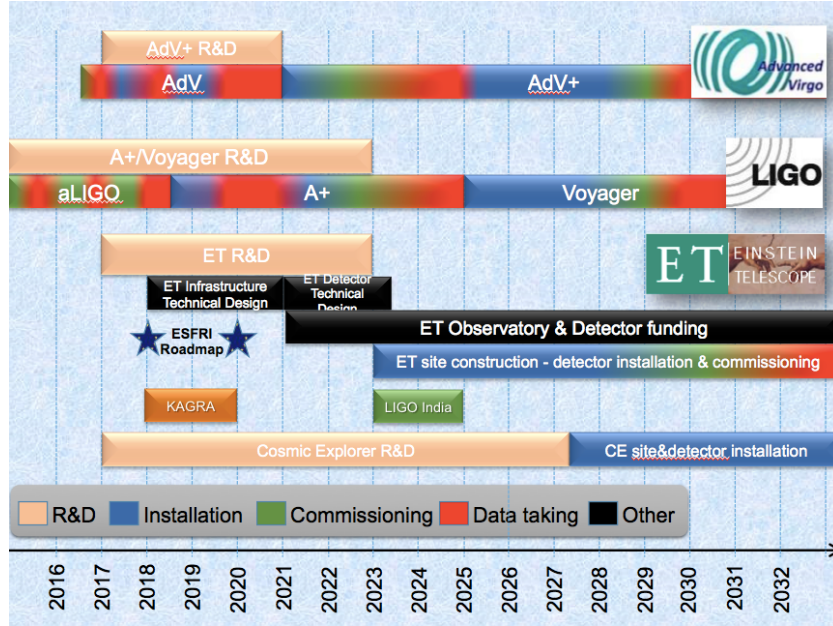 AdV+ R&D
AdV
AdV+
Advanced
Virgo
A+/Voyager R&D
aLIGO
A+
Voyager
LIGO
ET R&D
ET
EINSTEIN
TELESCOPE
ET Infrastructure
Technical Design
ET Detector
Technical
Design
ET Observatory & Detector funding
ESFRI
Roadmap
ET site construction - detector installation & commissioning
KAGRA
LIGO India
Cosmic Explorer R&D
CE site&detector installation
R&D
Installation
Commissioning
Data taking
Other
2016
2017
2018
2019
2020
2021
2022
2023
2024
2025
2026
2027
2028
2029
2030
2031
2032